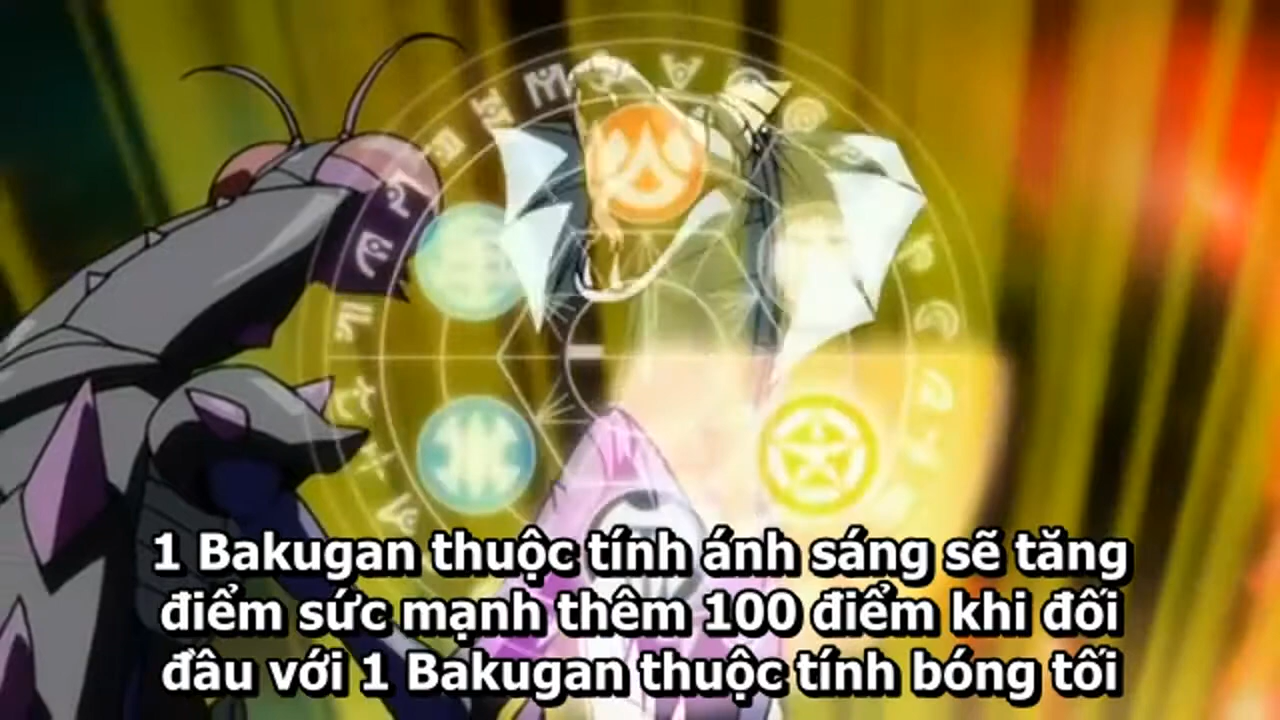 1 Bakugan thuộc tính ánh sáng sẽ tăng
điểm sức mạnh thêm 100 điểm khi đối
đầu với 1 Bakugan thuộc tính bóng tối